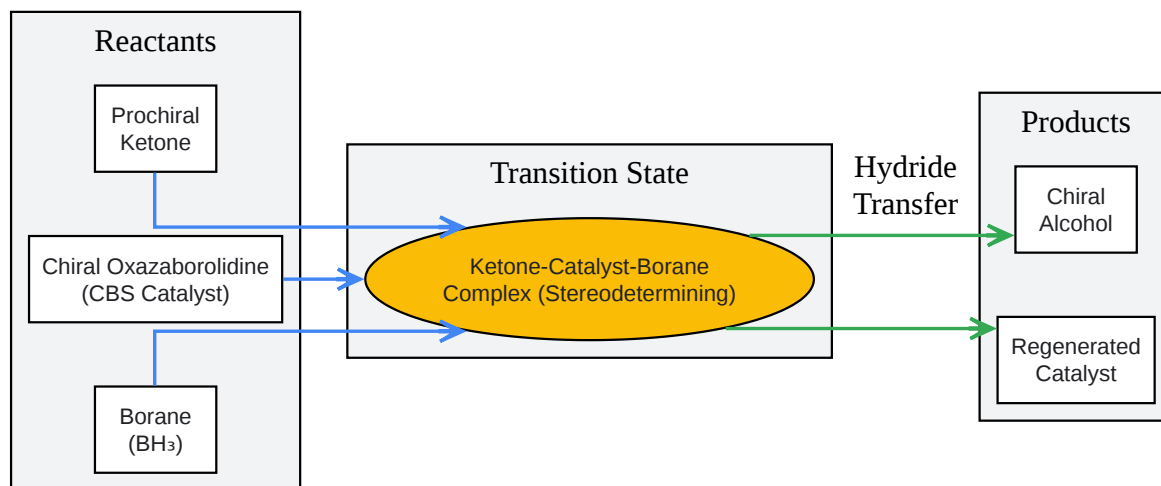 Reactants
Prochiral
Ketone
Chiral Oxazaborolidine
(CBS Catalyst)
Borane
(BH₃)
Transition State
Ketone-Catalyst-Borane
Complex (Stereodetermining)
Hydride
Transfer
Products
Chiral
Alcohol
Regenerated
Catalyst